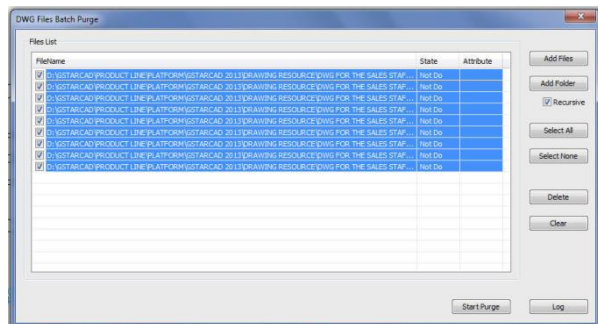 DWG Files Batch Purge
Files List
FileName State Attribute
D:\GSTARCAD\PRODUCT LINE\PLATFORM\GSTARCAD 2013\DRAWING RESOURCE\DWG FOR THE SALES STAF... Not Do
D:\GSTARCAD\PRODUCT LINE\PLATFORM\GSTARCAD 2013\DRAWING RESOURCE\DWG FOR THE SALES STAF... Not Do
D:\GSTARCAD\PRODUCT LINE\PLATFORM\GSTARCAD 2013\DRAWING RESOURCE\DWG FOR THE SALES STAF... Not Do
D:\GSTARCAD\PRODUCT LINE\PLATFORM\GSTARCAD 2013\DRAWING RESOURCE\DWG FOR THE SALES STAF... Not Do
D:\GSTARCAD\PRODUCT LINE\PLATFORM\GSTARCAD 2013\DRAWING RESOURCE\DWG FOR THE SALES STAF... Not Do
D:\GSTARCAD\PRODUCT LINE\PLATFORM\GSTARCAD 2013\DRAWING RESOURCE\DWG FOR THE SALES STAF... Not Do
D:\GSTARCAD\PRODUCT LINE\PLATFORM\GSTARCAD 2013\DRAWING RESOURCE\DWG FOR THE SALES STAF... Not Do
D:\GSTARCAD\PRODUCT LINE\PLATFORM\GSTARCAD 2013\DRAWING RESOURCE\DWG FOR THE SALES STAF... Not Do
D:\GSTARCAD\PRODUCT LINE\PLATFORM\GSTARCAD 2013\DRAWING RESOURCE\DWG FOR THE SALES STAF... Not Do
Add Files
Add Folder
Recursive
Select All
Select None
Delete
Clear
Start Purge
Log